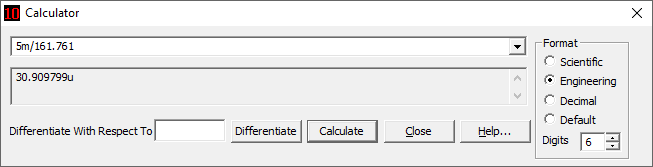 10 Calculator
5m/161.761
30.909799u
Differentiate With Respect To
Differentiate
Calculate
Close
Help...
Format
Scientific
Engineering
Decimal
Default
Digits 6